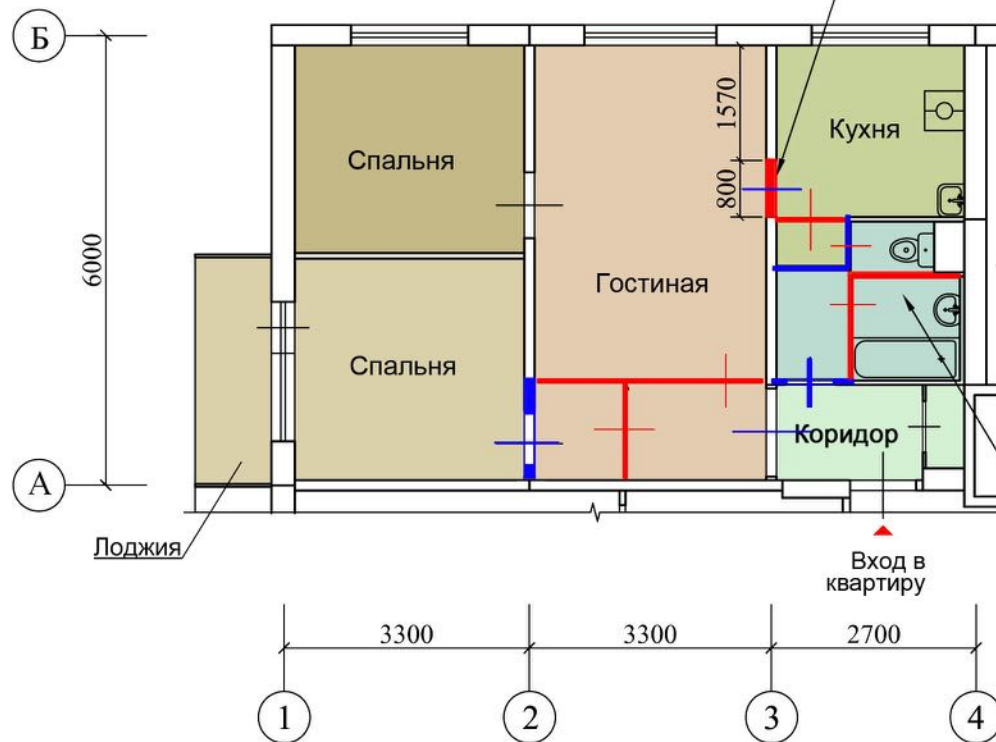 Б
1570
Кухня
Спальня
800
6000
Гостиная
Спальня
Коридор
А
Лоджия
Вход в
квартиру
3300
3300
2700
1
2
3
4